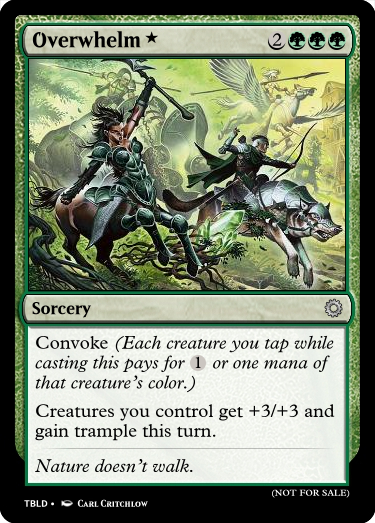 Overwhelm ★ 2
Sorcery
Convoke (Each creature you tap while
casting this pays for 1 or one mana of
that creature's color.)
Creatures you control get +3/+3 and
gain trample this turn.
Nature doesn't walk.
(NOT FOR SALE)
TBLD • CARL CRITCHLOW